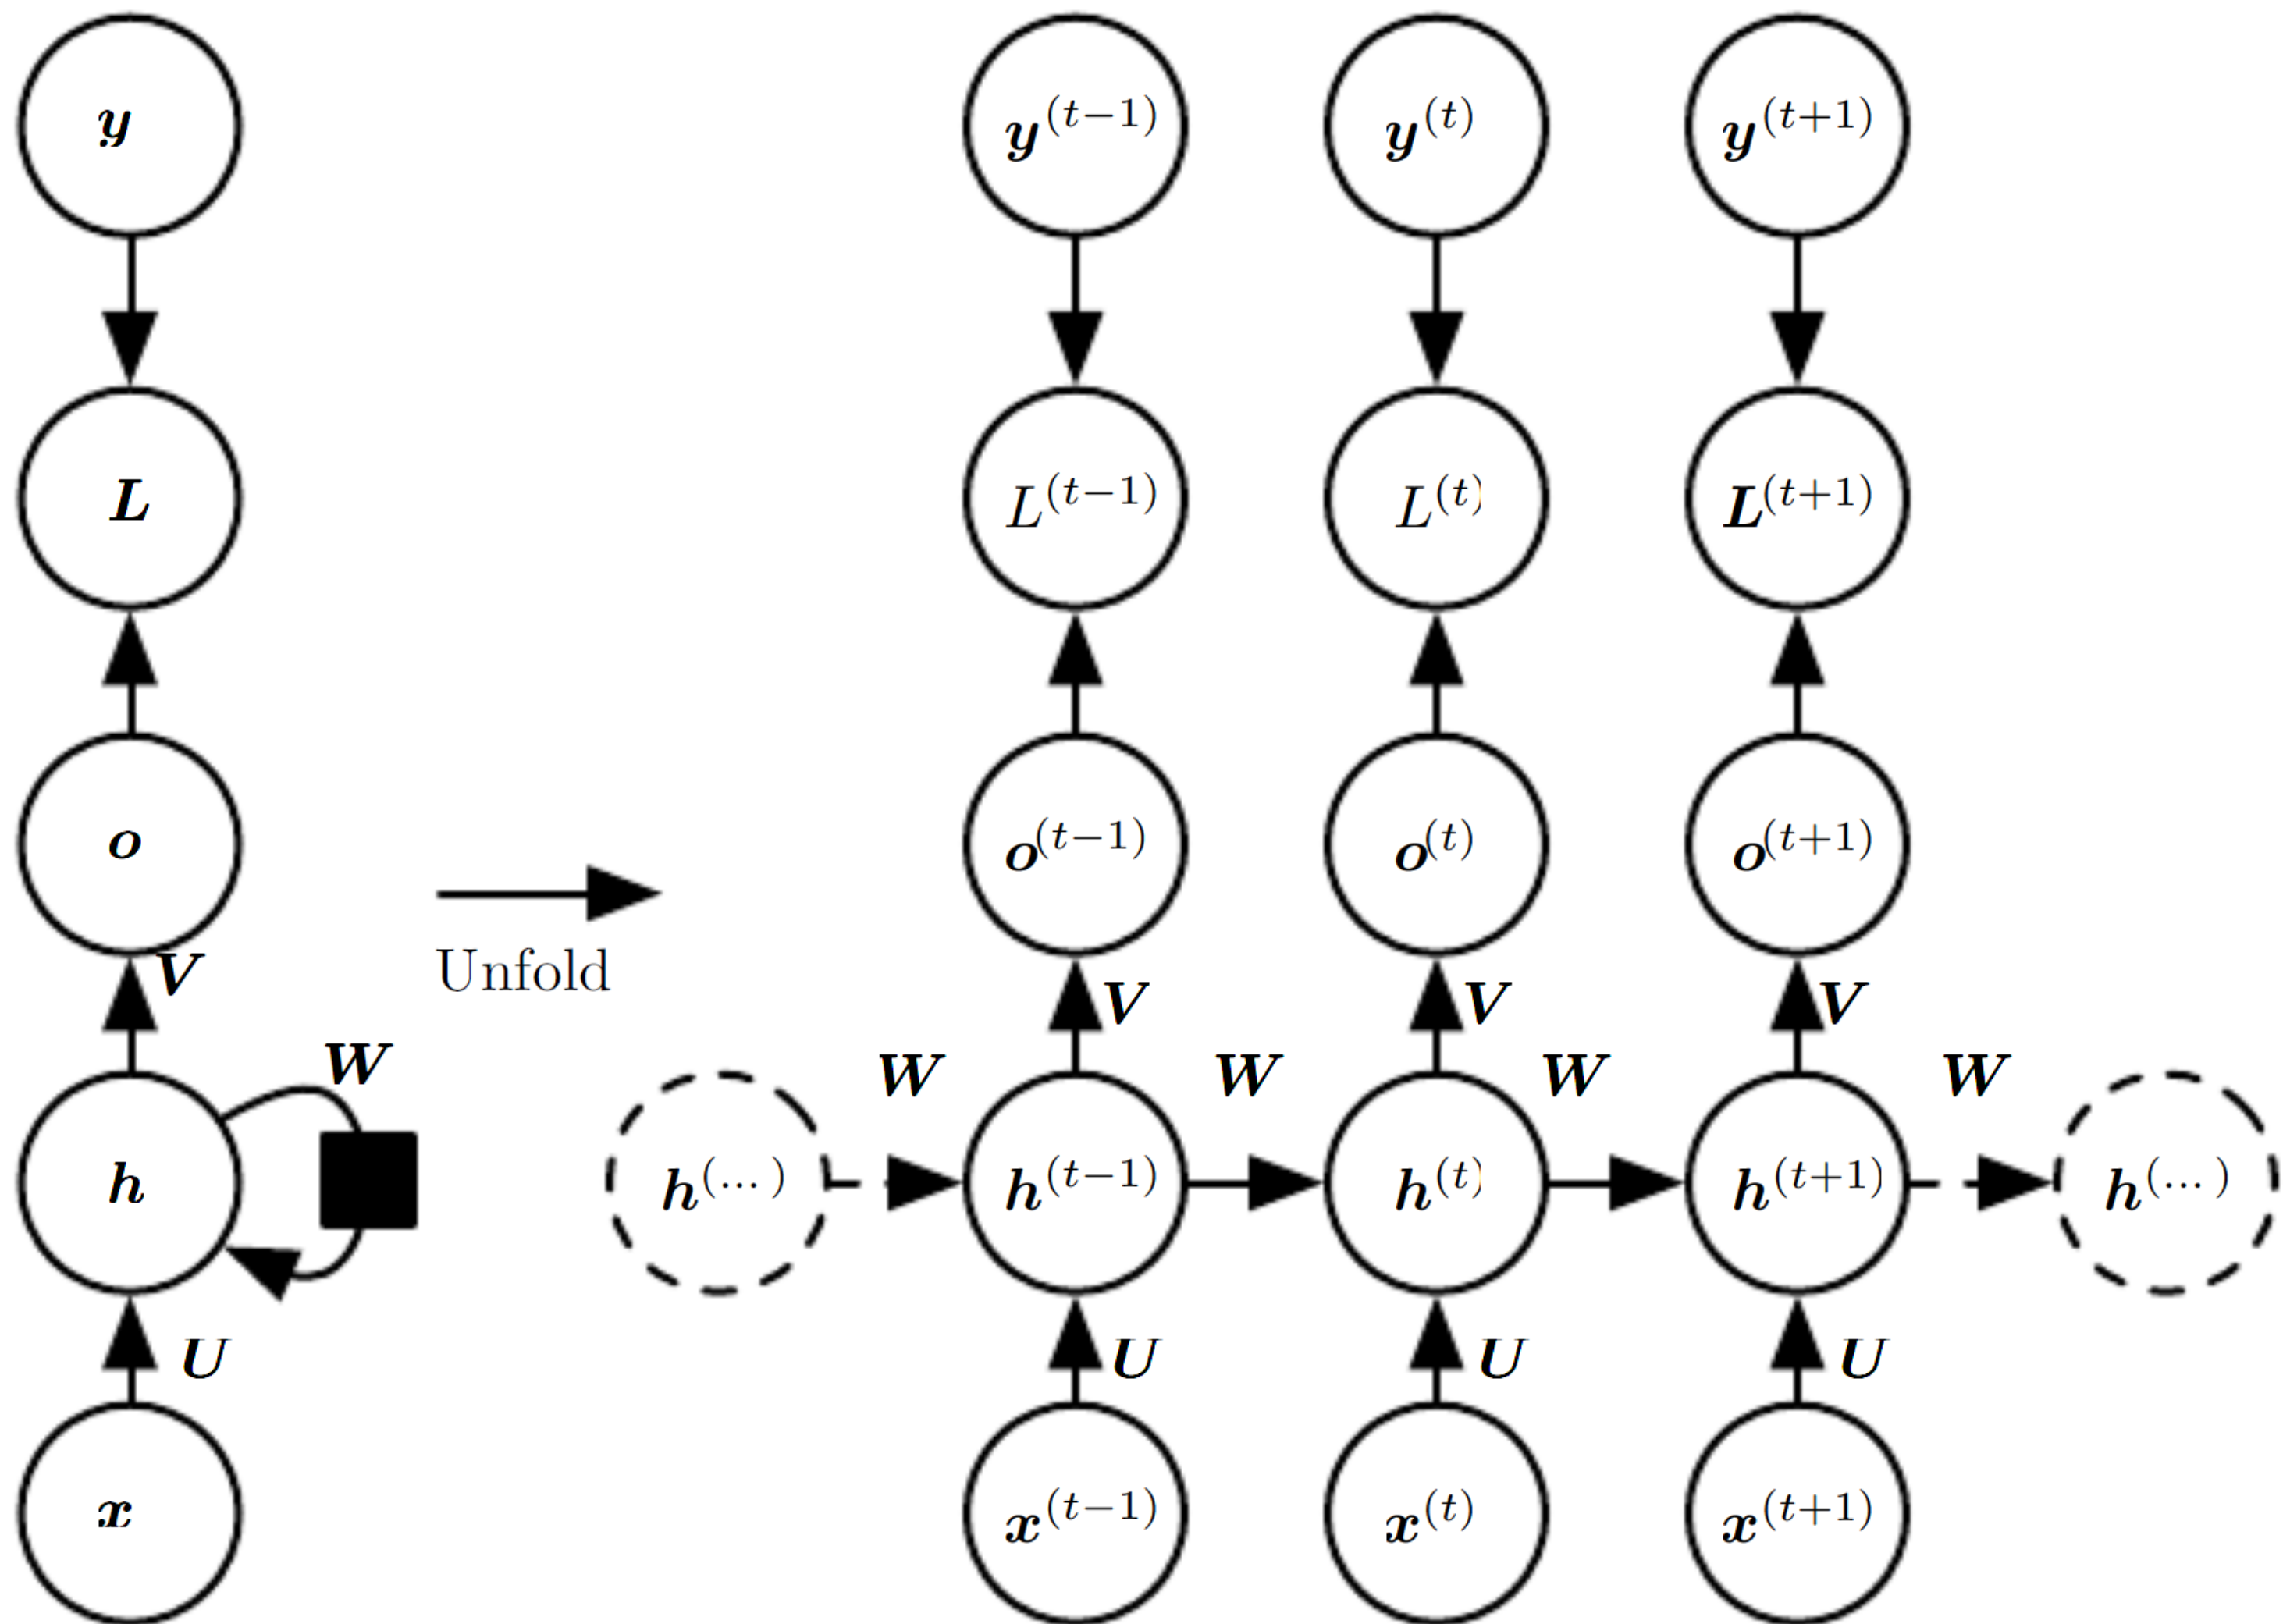 y y^(t−1) y^(t) y^(t+1)
L L^(t−1) L^(t) L^(t+1)
o o^(t−1) o^(t) o^(t+1)
V
Unfold
V V V
W W W W W
h h^(...) h^(t−1) h^(t) h^(t+1) h^(...)
U U U U
x x^(t−1) x^(t) x^(t+1)